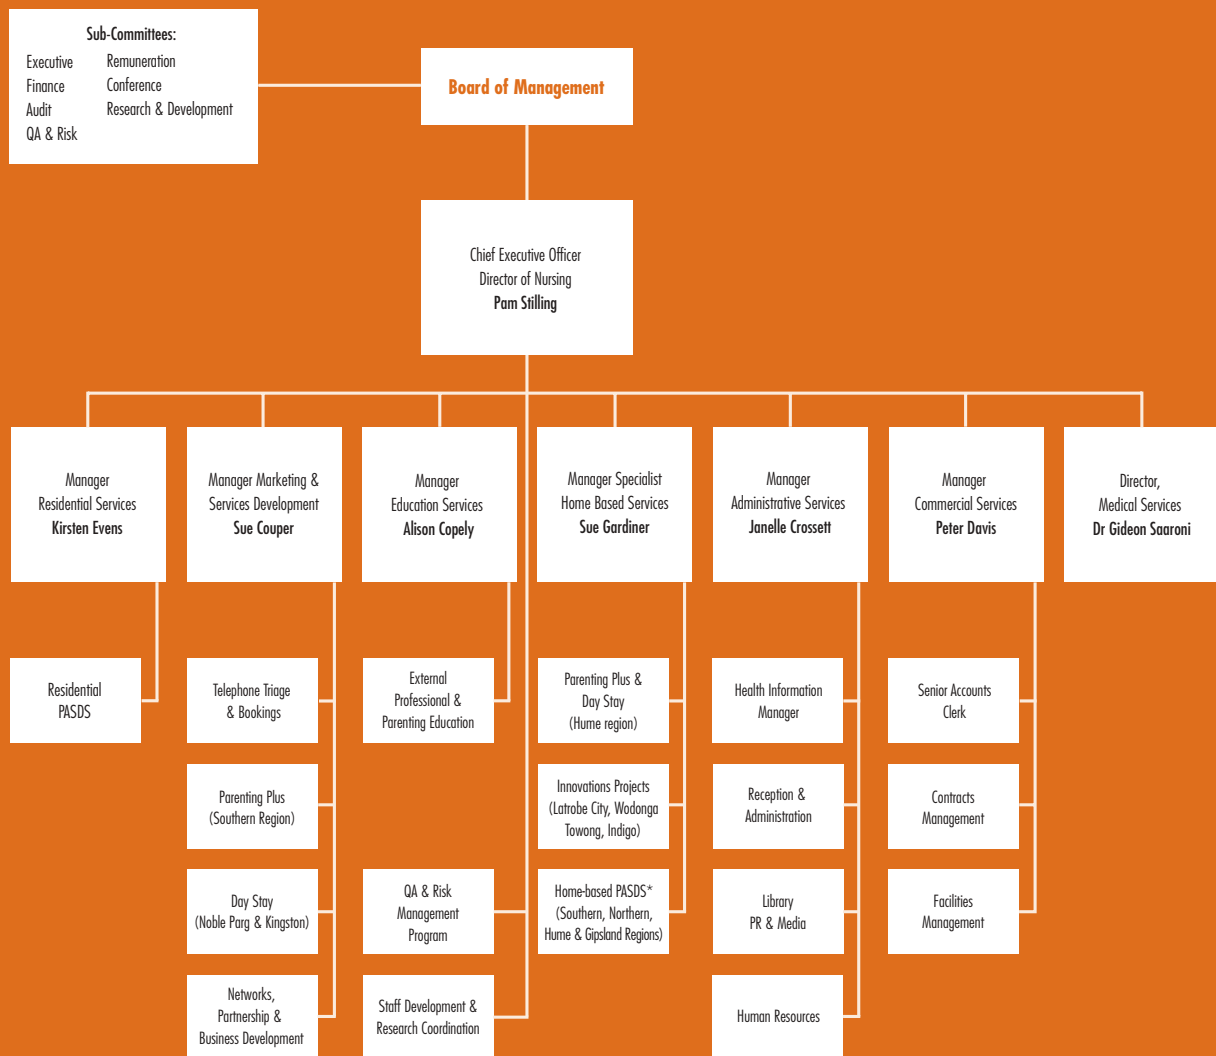 Sub-Committees:
Executive
Finance
Audit
QA & Risk
Remuneration
Conference
Research & Development
Board of Management
Chief Executive Officer
Director of Nursing
Pam Stilling
Manager
Residential Services
Kirsten Evens
Manager Marketing &
Services Development
Sue Couper
Manager
Education Services
Alison Copely
Manager Specialist
Home Based Services
Sue Gardiner
Manager
Administrative Services
Janelle Crossett
Manager
Commercial Services
Peter Davis
Director,
Medical Services
Dr Gideon Saaroni
Residential
PASDS
Telephone Triage
& Bookings
External
Professional &
Parenting Education
Parenting Plus &
Day Stay
(Hume region)
Health Information
Manager
Senior Accounts
Clerk
Parenting Plus
(Southern Region)
Innovations Projects
(Latrobe City, Wodonga
Towong, Indigo)
Reception &
Administration
Contracts
Management
Day Stay
(Noble Parg & Kingston)
QA & Risk
Management
Program
Home-based PASDS*
(Southern, Northern,
Hume & Gipsland Regions)
Library
PR & Media
Facilities
Management
Networks,
Partnership &
Business Development
Staff Development &
Research Coordination
Human Resources